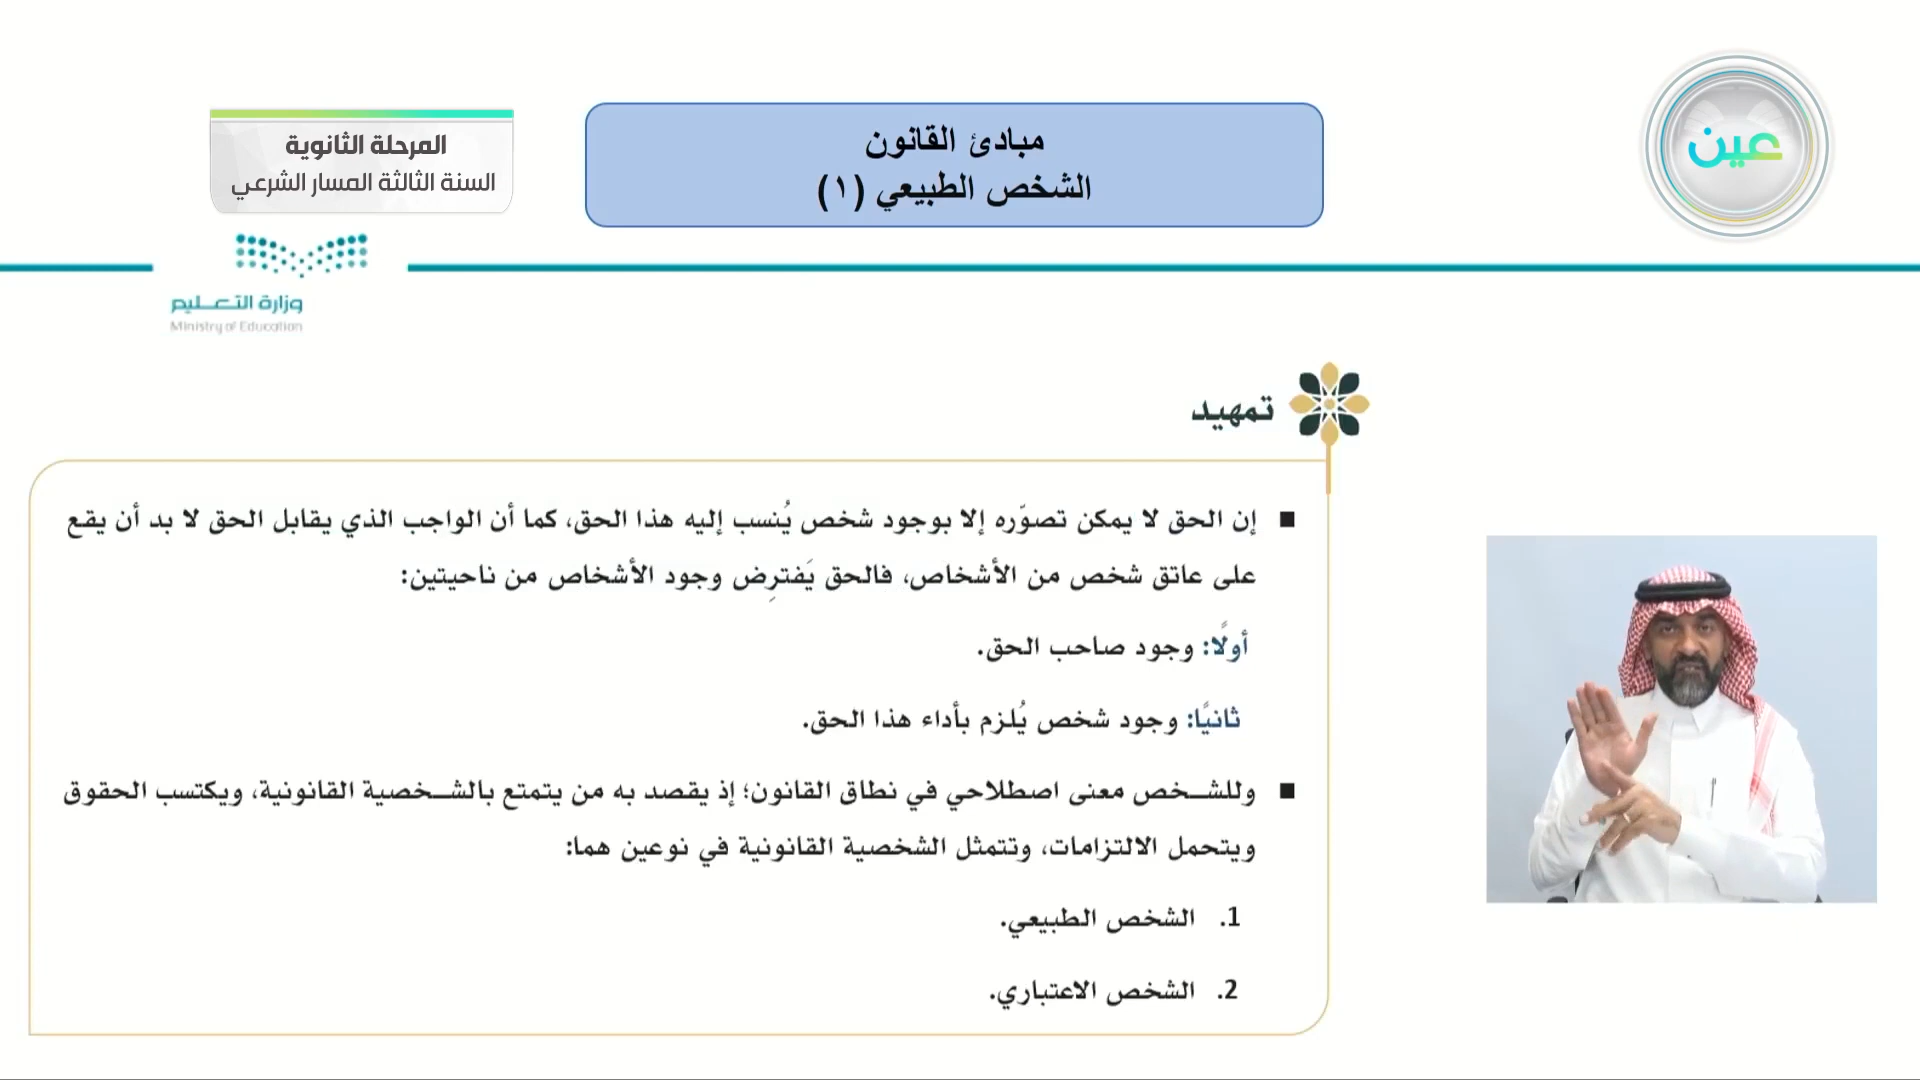 عين
مبادئ القانون
الشخص الطبيعي (١)
المرحلة الثانوية
السنة الثالثة المسار الشرعي
وزارة التعليم
Ministry of Education
تمهيد
■ إن الحق لا يمكن تصوّره إلا بوجود شخص يُنسب إليه هذا الحق، كما أن الواجب الذي يقابل الحق لا بد أن يقع
على عاتق شخص من الأشخاص، فالحق يَفترِض وجود الأشخاص من ناحيتين:
أولًا: وجود صاحب الحق.
ثانيًا: وجود شخص يُلزم بأداء هذا الحق.
■ وللشخص معنى اصطلاحي في نطاق القانون؛ إذ يقصد به من يتمتع بالشخصية القانونية، ويكتسب الحقوق
ويتحمل الالتزامات، وتتمثل الشخصية القانونية في نوعين هما:
1. الشخص الطبيعي.
2. الشخص الاعتباري.